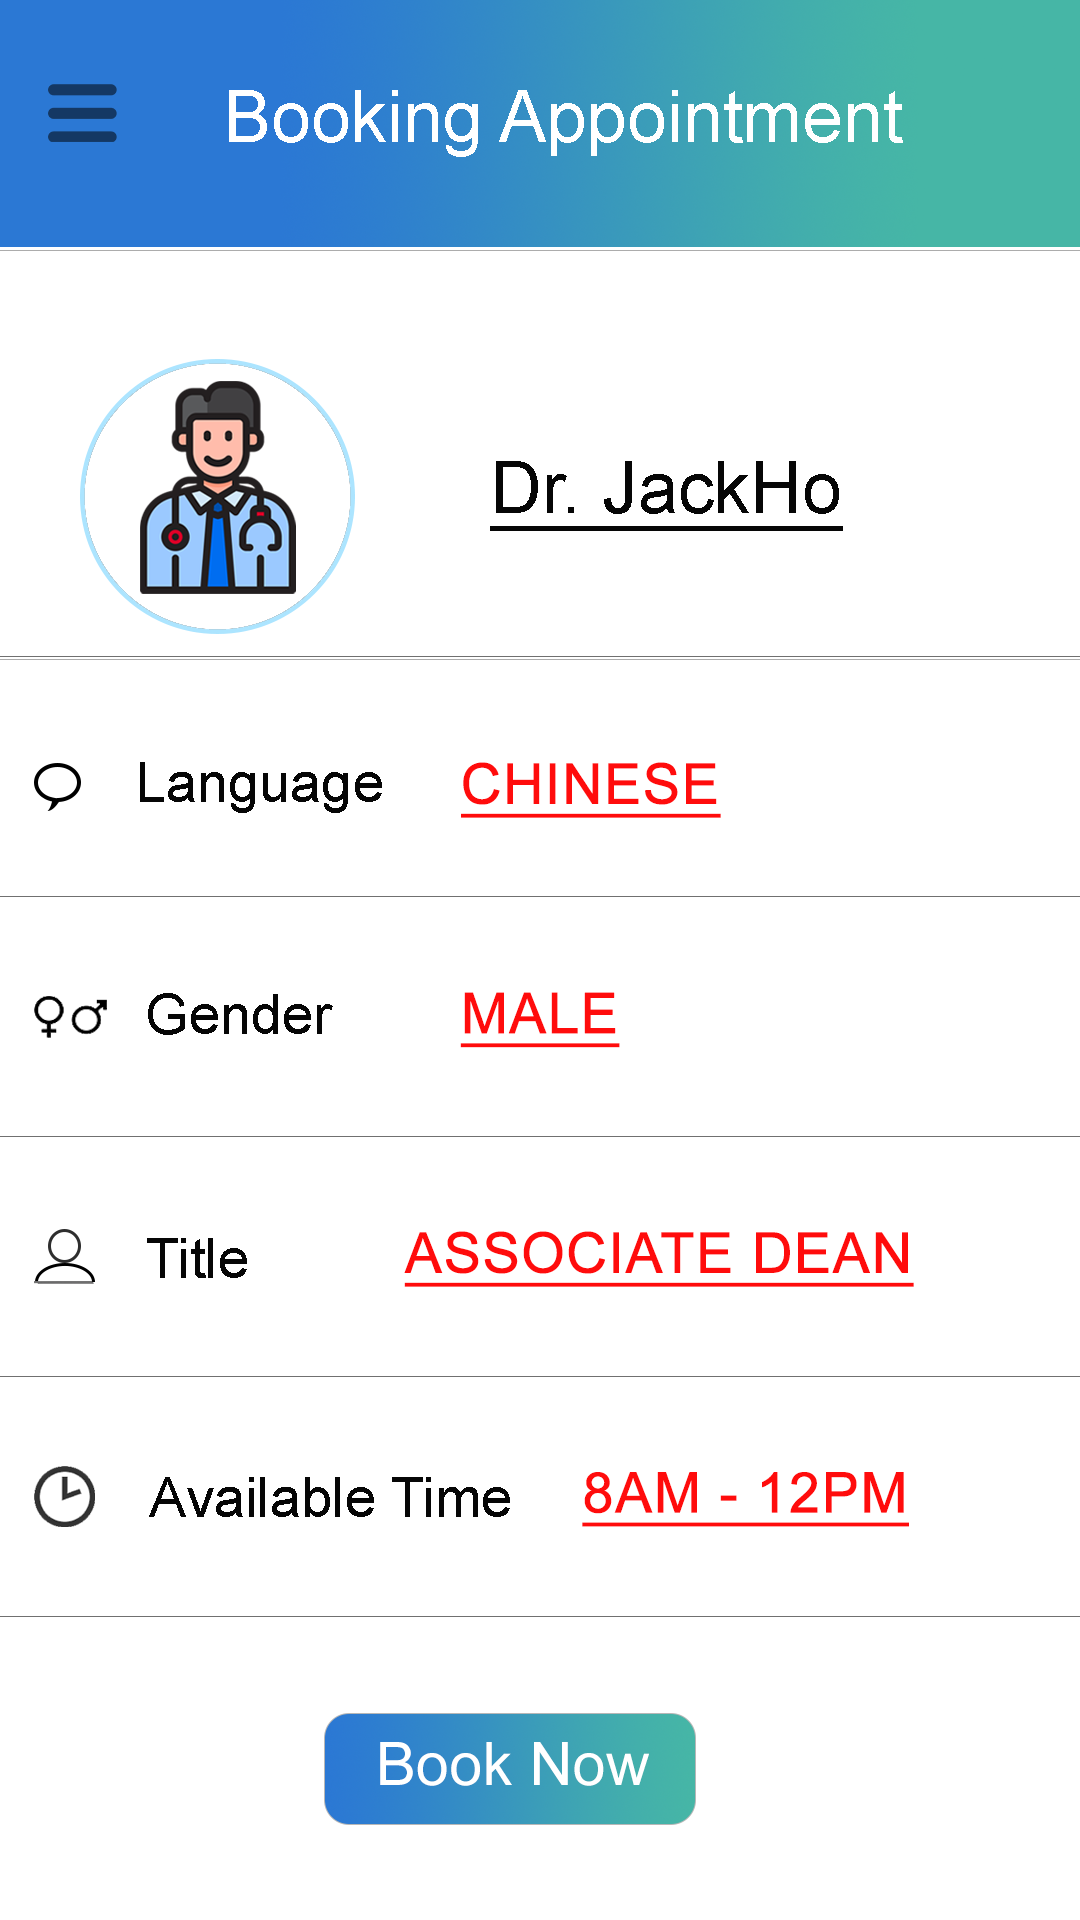 Booking Appointment
Dr. JackHo
Language CHINESE
Gender MALE
Title ASSOCIATE DEAN
Available Time 8AM - 12PM
Book Now